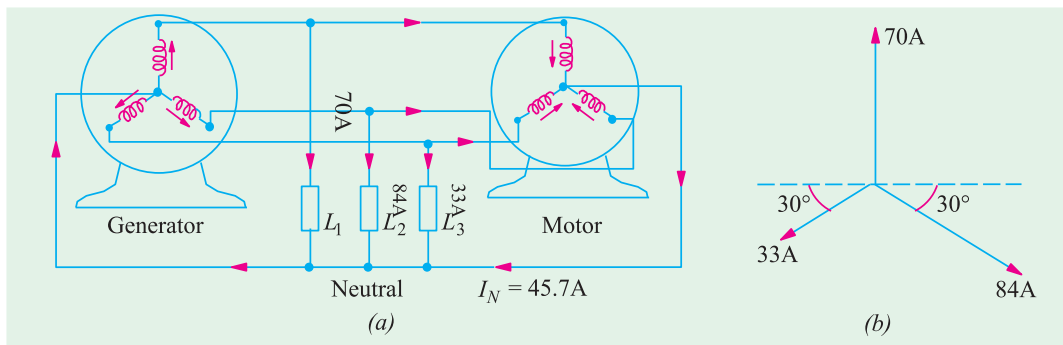 70A
84A
33A
Generator
L1
L2
L3
Motor
Neutral
IN = 45.7A
(a)
70A
30°
30°
33A
84A
(b)